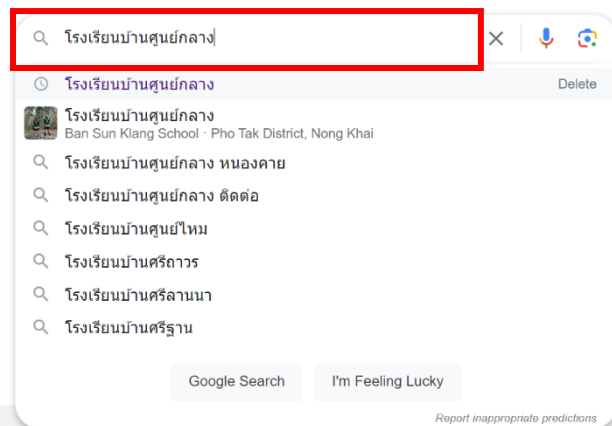 โรงเรียนบ้านศูนย์กลาง
โรงเรียนบ้านศูนย์กลาง Delete
โรงเรียนบ้านศูนย์กลาง
Ban Sun Klang School · Pho Tak District, Nong Khai
โรงเรียนบ้านศูนย์กลาง หนองคาย
โรงเรียนบ้านศูนย์กลาง ติดต่อ
โรงเรียนบ้านศูนย์ไหม
โรงเรียนบ้านศรีถาวร
โรงเรียนบ้านศรีลานนา
โรงเรียนบ้านศรีฐาน
Google Search I'm Feeling Lucky
Report inappropriate predictions